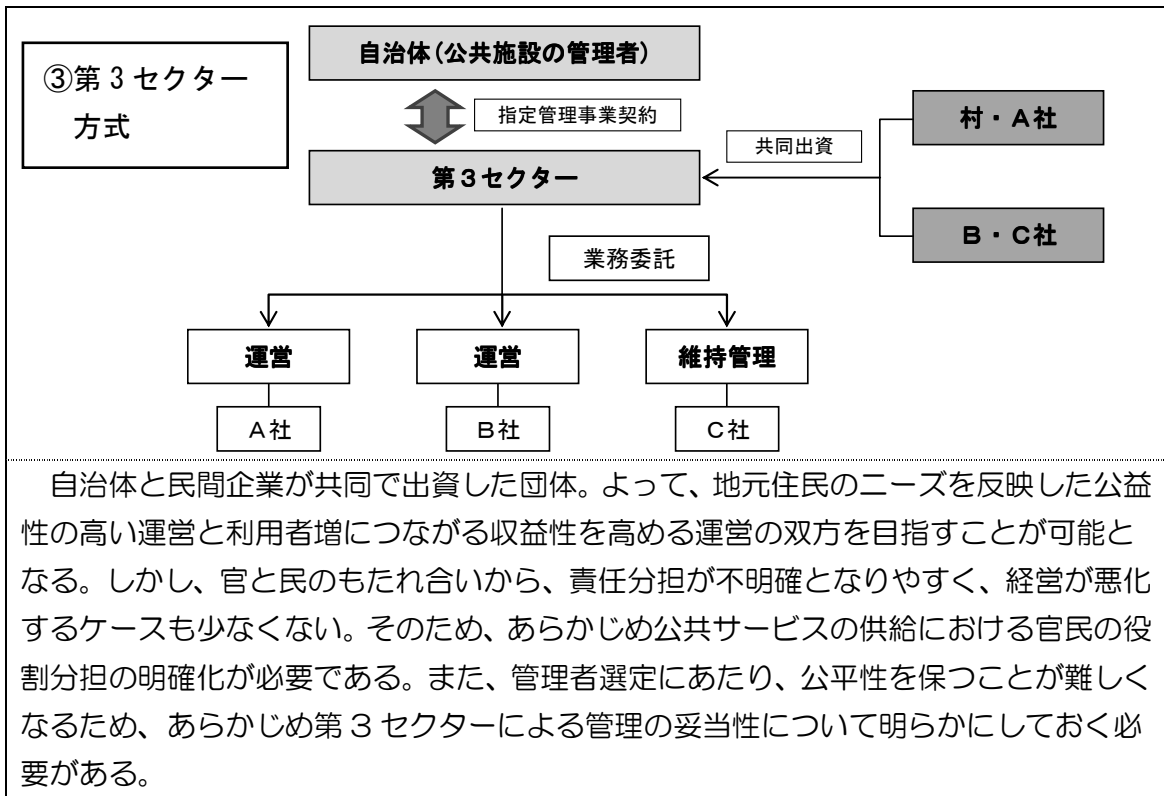 ③第3セクター
方式
自治体(公共施設の管理者)
指定管理事業契約
共同出資
村・A社
第3セクター
B・C社
業務委託
運営
運営
維持管理
A社
B社
C社
自治体と民間企業が共同で出資した団体。よって、地元住民のニーズを反映した公益
性の高い運営と利用者増につながる収益性を高める運営の双方を目指すことが可能と
なる。しかし、官と民のもたれ合いから、責任分担が不明確となりやすく、経営が悪化
するケースも少なくない。そのため、あらかじめ公共サービスの供給における官民の役
割分担の明確化が必要である。また、管理者選定にあたり、公平性を保つことが難しく
なるため、あらかじめ第3セクターによる管理の妥当性について明らかにしておく必
要がある。